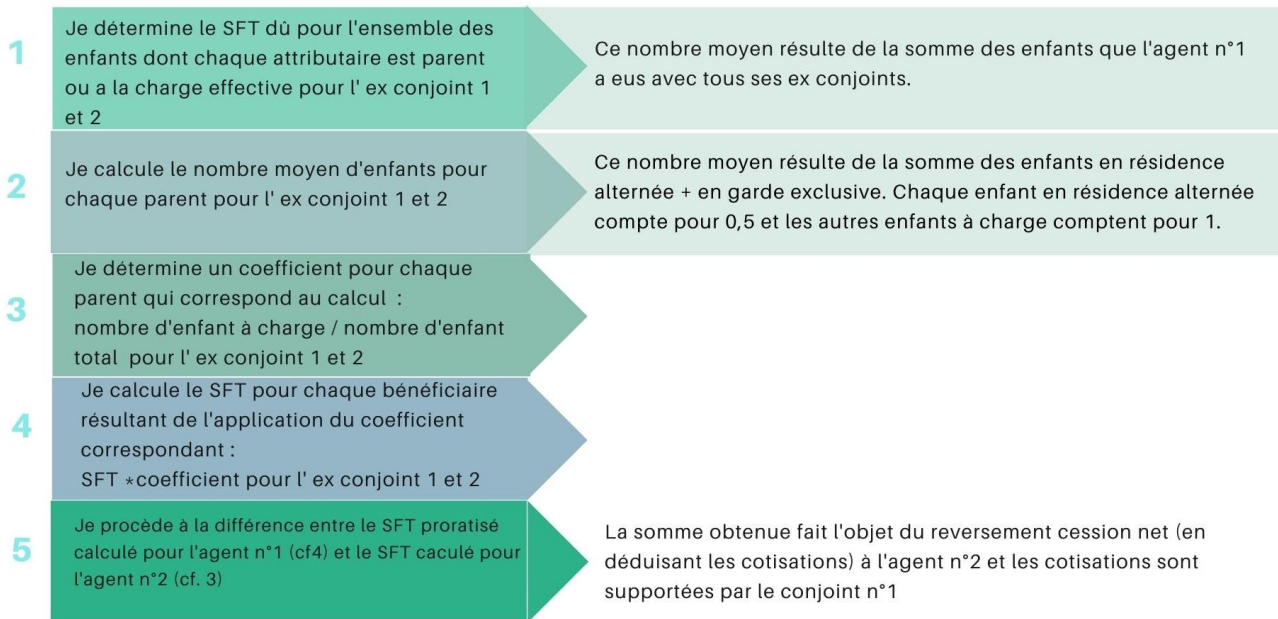 1
Je détermine le SFT dû pour l'ensemble des
enfants dont chaque attributaire est parent
ou a la charge effective pour l' ex conjoint 1
et 2
Ce nombre moyen résulte de la somme des enfants que l'agent n°1
a eus avec tous ses ex conjoints.
2
Je calcule le nombre moyen d'enfants pour
chaque parent pour l' ex conjoint 1 et 2
Ce nombre moyen résulte de la somme des enfants en résidence
alternée + en garde exclusive. Chaque enfant en résidence alternée
compte pour 0,5 et les autres enfants à charge comptent pour 1.
3
Je détermine un coefficient pour chaque
parent qui correspond au calcul :
nombre d'enfant à charge / nombre d'enfant
total pour l' ex conjoint 1 et 2
4
Je calcule le SFT pour chaque bénéficiaire
résultant de l'application du coefficient
correspondant :
SFT *coefficient pour l' ex conjoint 1 et 2
5
Je procède à la différence entre le SFT proratisé
calculé pour l'agent n°1 (cf4) et le SFT caculé pour
l'agent n°2 (cf. 3)
La somme obtenue fait l'objet du reversement cession net (en
déduisant les cotisations) à l'agent n°2 et les cotisations sont
supportées par le conjoint n°1